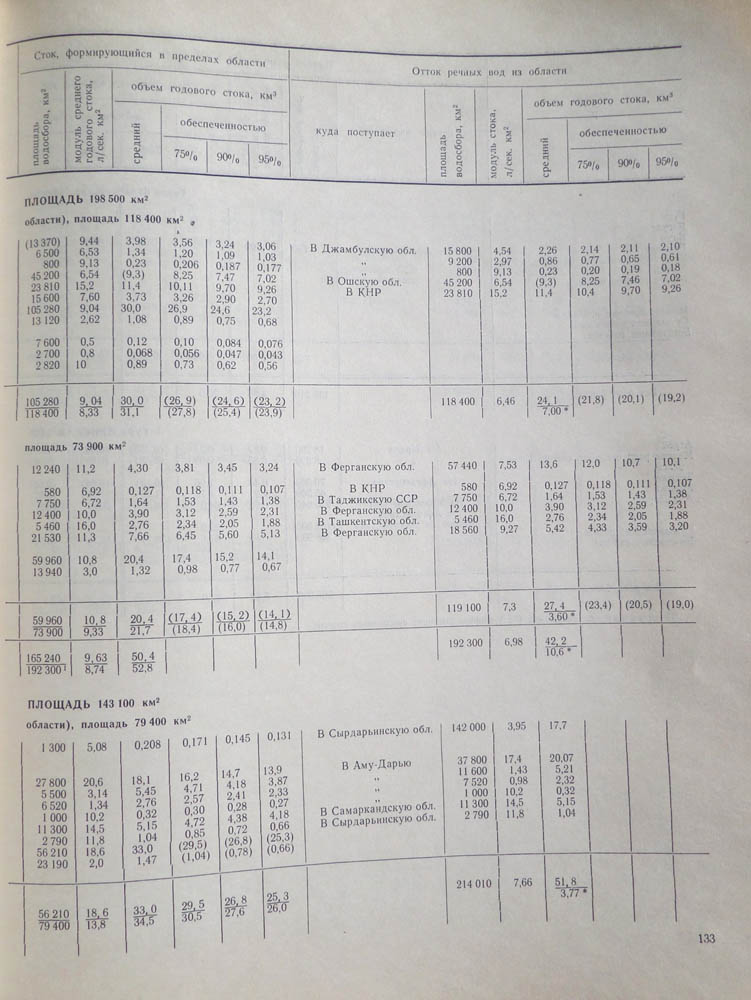 Сток, формирующийся в пределах области | Отток речных вод из области
площадь водосбора, км² | модуль среднего годового стока, л/сек. км² | объем годового стока, км³ | куда поступает | площадь водосбора, км² | модуль стока, л/сек. км² | объем годового стока, км³
средний | обеспеченностью | средний | обеспеченностью
75% | 90% | 95% | 75% | 90% | 95%
ПЛОЩАДЬ 198 500 км²
области), площадь 118 400 км²
(13 370) 9,44 3,98 3,56 3,24 3,06 В Джамбулскую обл. 15 800 4,54 2,26 2,14 2,11 2,10
6 500 6,53 1,34 1,20 1,09 1,03 „ 9 200 2,97 0,86 0,77 0,65 0,61
800 9,13 0,23 0,206 0,187 0,177 „ 800 9,13 0,23 0,20 0,19 0,18
45 200 6,54 (9,3) 8,25 7,47 7,02 В Ошскую обл. 45 200 6,54 (9,3) 8,25 7,46 7,02
23 810 15,2 11,4 10,11 9,70 9,26 В КНР 23 810 15,2 11,4 10,4 9,70 9,26
15 600 7,60 3,73 3,26 2,90 2,70
105 280 9,04 30,0 26,9 24,6 23,2
13 120 2,62 1,08 0,89 0,75 0,68
7 600 0,5 0,12 0,10 0,084 0,076
2 700 0,8 0,068 0,056 0,047 0,043
2 820 10 0,89 0,73 0,62 0,56
105 280 9,04 30,0 (26,9) (24,6) (23,2) 118 400 6,46 24,1 (21,8) (20,1) (19,2)
118 400 8,33 31,1 (27,8) (25,4) (23,9) 7,00 *
площадь 73 900 км²
12 240 11,2 4,30 3,81 3,45 3,24 В Ферганскую обл. 57 440 7,53 13,6 12,0 10,7 10,1
580 6,92 0,127 0,118 0,111 0,107 В КНР 580 6,92 0,127 0,118 0,111 0,107
7 750 6,72 1,64 1,53 1,43 1,38 В Таджикскую ССР 7 750 6,72 1,64 1,53 1,43 1,38
12 400 10,0 3,90 3,12 2,59 2,31 В Ферганскую обл. 12 400 10,0 3,90 3,12 2,59 2,31
5 460 16,0 2,76 2,34 2,05 1,88 В Ташкентскую обл. 5 460 16,0 2,76 2,34 2,05 1,88
21 530 11,3 7,66 6,45 5,60 5,13 В Ферганскую обл. 18 560 9,27 5,42 4,33 3,59 3,20
59 960 10,8 20,4 17,4 15,2 14,1
13 940 3,0 1,32 0,98 0,77 0,67
59 960 10,8 20,4 (17,4) (15,2) (14,1) 119 100 7,3 27,4 (23,4) (20,5) (19,0)
73 900 9,33 21,7 (18,4) (16,0) (14,8) 3,60 *
165 240 9,63 50,4 192 300 6,98 42,2
192 300¹ 8,74 52,8 10,6 *
ПЛОЩАДЬ 143 100 км²
области), площадь 79 400 км²
1 300 5,08 0,208 0,171 0,145 0,131 В Сырдарьинскую обл. 142 000 3,95 17,7
27 800 20,6 18,1 16,2 14,7 13,9 В Аму-Дарью 37 800 17,4 20,07
5 500 3,14 5,45 4,71 4,18 3,87 „ 11 600 1,43 5,21
6 520 1,34 2,76 2,57 2,41 2,33 „ 7 520 0,98 2,32
1 000 10,2 0,32 0,30 0,28 0,27 „ 1 000 10,2 0,32
11 300 14,5 5,15 4,72 4,38 4,18 В Самаркандскую обл. 11 300 14,5 5,15
2 790 11,8 1,04 0,85 0,72 0,66 В Сырдарьинскую обл. 2 790 11,8 1,04
56 210 18,6 33,0 (29,5) (26,8) (25,3)
23 190 2,0 1,47 (1,04) (0,78) (0,66)
56 210 18,6 33,0 29,5 26,8 25,3 214 010 7,66 51,8
79 400 13,8 34,5 30,5 27,6 26,0 3,77 *
133